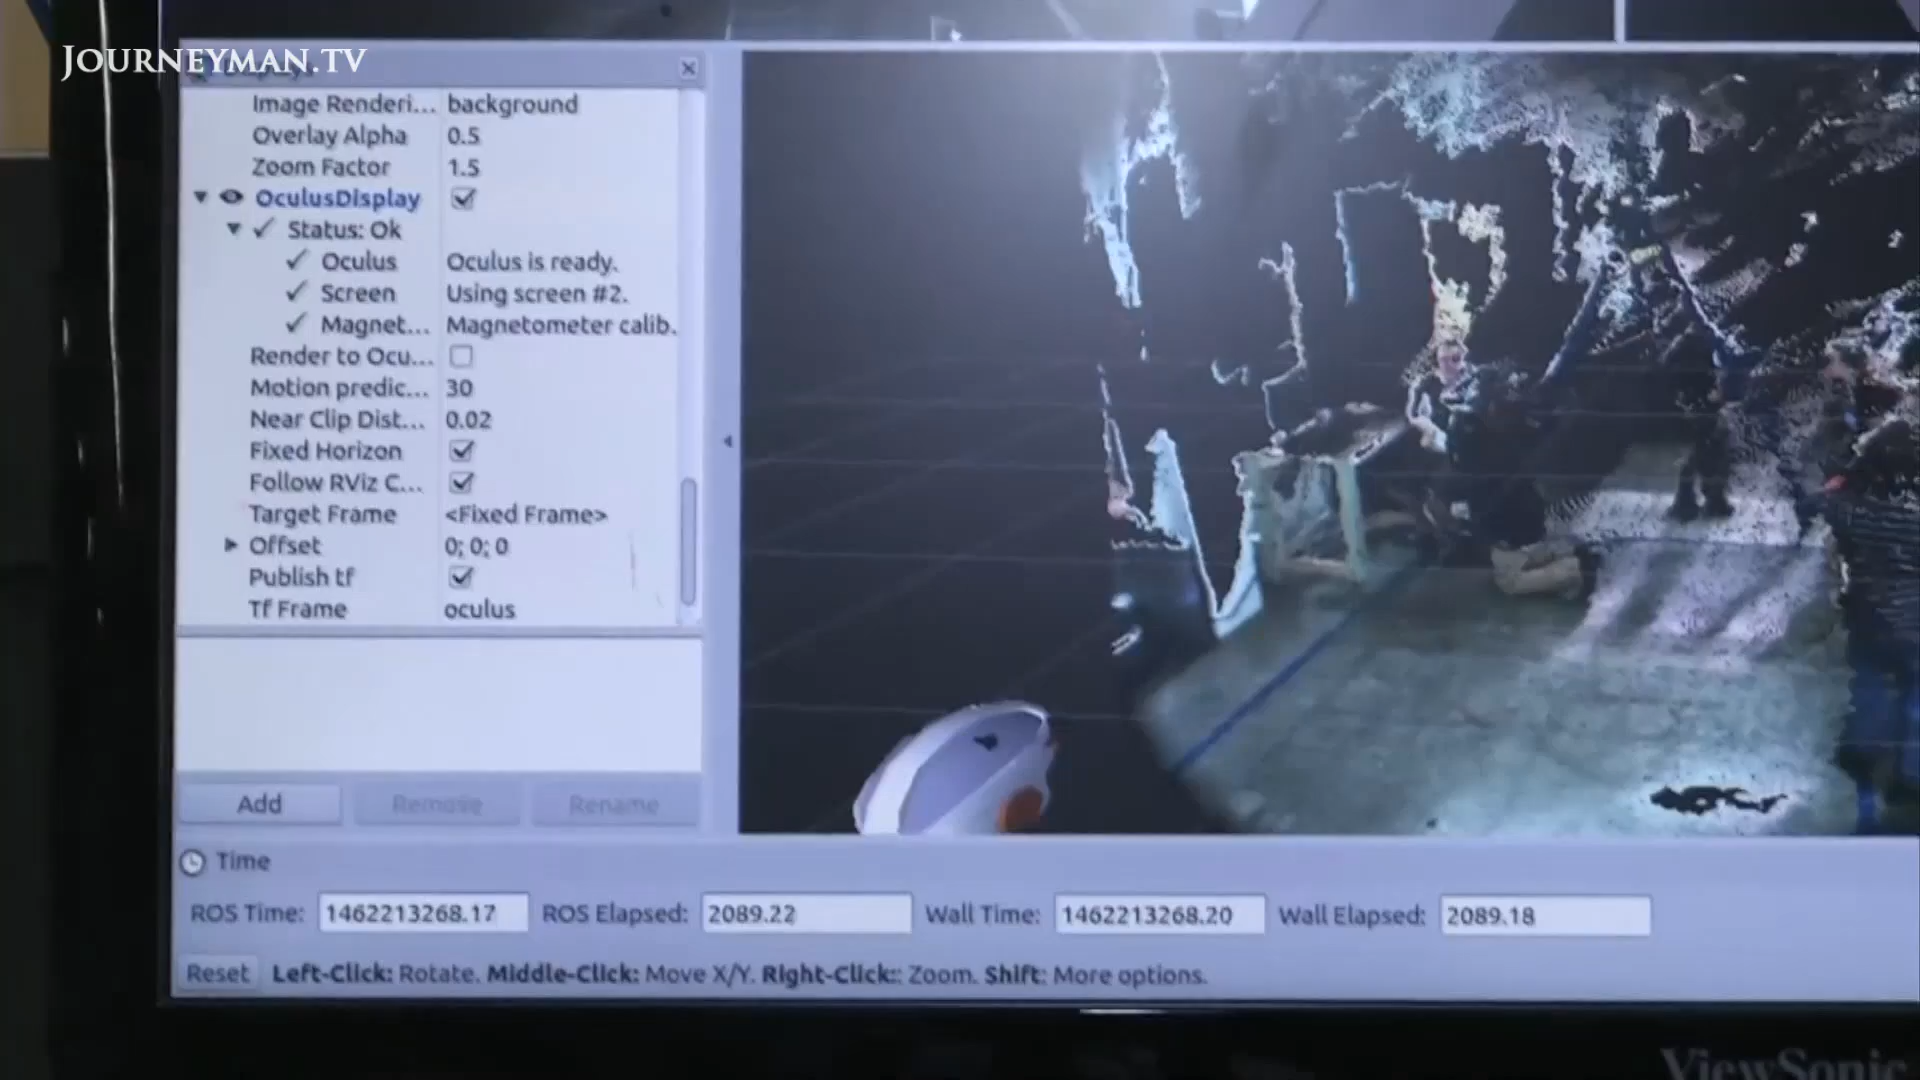 JOURNEYMAN.TV
Image Renderi... background
Overlay Alpha 0.5
Zoom Factor 1.5
OculusDisplay
Status: Ok
Oculus Oculus is ready.
Screen Using screen #2.
Magnet... Magnetometer calib.
Render to Ocu...
Motion predic... 30
Near Clip Dist... 0.02
Fixed Horizon
Follow RViz C...
Target Frame <Fixed Frame>
Offset 0; 0; 0
Publish tf
Tf Frame oculus
Add Remove Rename
Time
ROS Time: 1462213268.17 ROS Elapsed: 2089.22 Wall Time: 1462213268.20 Wall Elapsed: 2089.18
Reset Left-Click: Rotate. Middle-Click: Move X/Y. Right-Click:: Zoom. Shift: More options.
ViewSonic